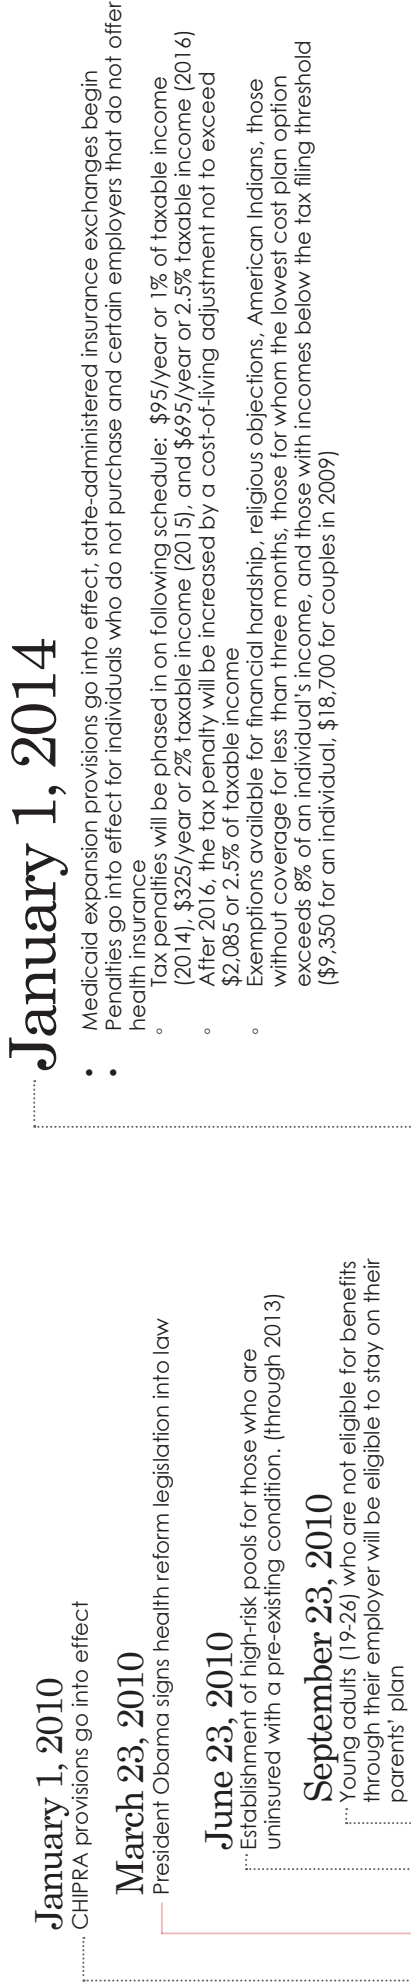 January 1, 2010
CHIPRA provisions go into effect
March 23, 2010
President Obama signs health reform legislation into law
June 23, 2010
Establishment of high-risk pools for those who are
uninsured with a pre-existing condition. (through 2013)
September 23, 2010
Young adults (19-26) who are not eligible for benefits
through their employer will be eligible to stay on their
parents' plan
January 1, 2014
• Medicaid expansion provisions go into effect, state-administered insurance exchanges begin
• Penalties go into effect for individuals who do not purchase and certain employers that do not offer
health insurance
◦ Tax penalties will be phased in on following schedule: $95/year or 1% of taxable income
(2014), $325/year or 2% taxable income (2015), and $695/year or 2.5% taxable income (2016)
◦ After 2016, the tax penalty will be increased by a cost-of-living adjustment not to exceed
$2,085 or 2.5% of taxable income
◦ Exemptions available for financial hardship, religious objections, American Indians, those
without coverage for less than three months, those for whom the lowest cost plan option
exceeds 8% of an individual's income, and those with incomes below the tax filing threshold
($9,350 for an individual, $18,700 for couples in 2009)